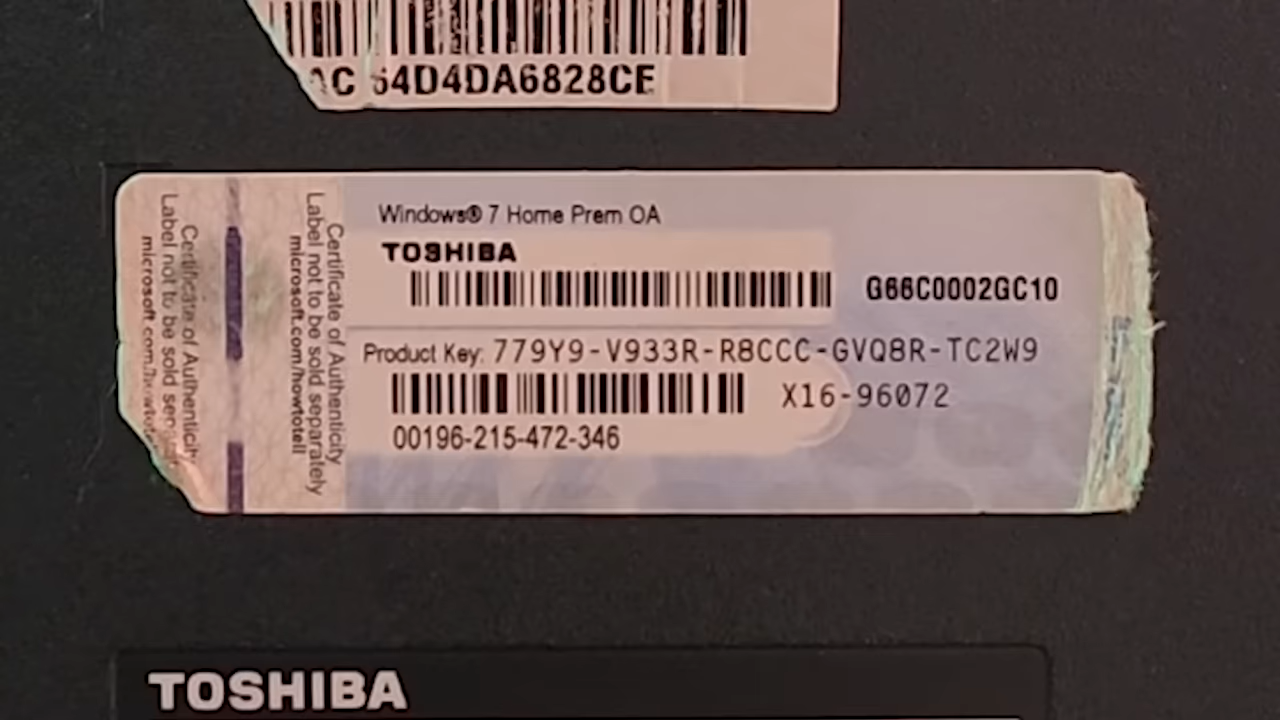 AC 64D4DA6828CE
Certificate of Authenticity
Label not to be sold separately
microsoft.com/howtotell
Certificate of Authenticity
Label not to be sold separately
microsoft.com/howtotell
Windows® 7 Home Prem OA
TOSHIBA
G66C0002GC10
Product Key: 779Y9-V933R-R8CCC-GVQ8R-TC2W9
X16-96072
00196-215-472-346
TOSHIBA